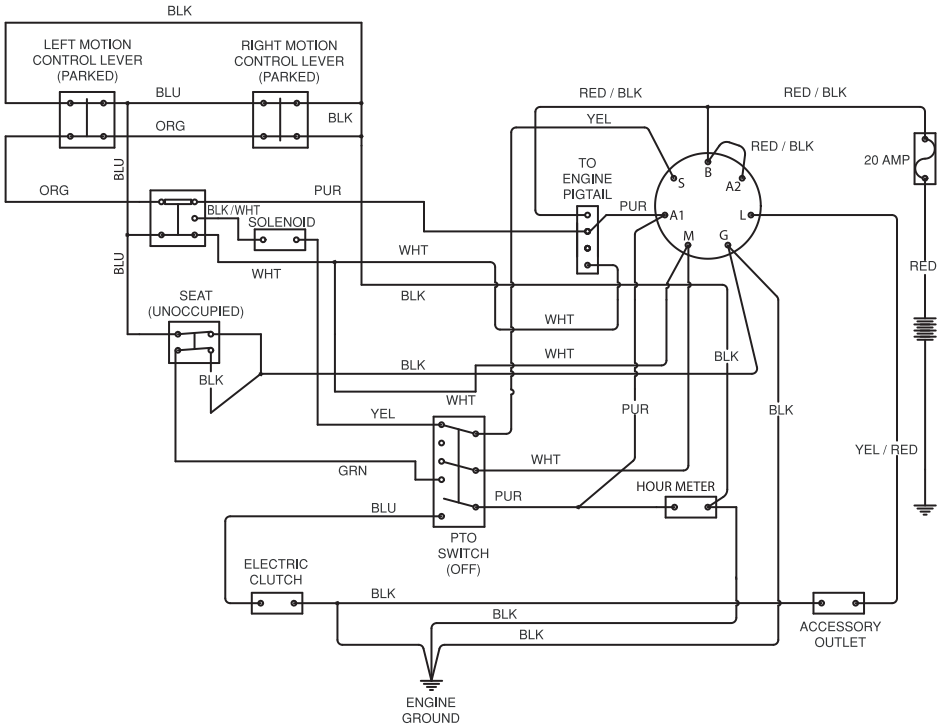 BLK
LEFT MOTION
CONTROL LEVER
(PARKED)
RIGHT MOTION
CONTROL LEVER
(PARKED)
BLU
ORG
BLK
RED / BLK
RED / BLK
YEL
RED / BLK
20 AMP
TO
ENGINE
PIGTAIL
S
B
A2
BLU
ORG
PUR
BLK / WHT
SOLENOID
PUR
A1
L
M
G
WHT
WHT
BLU
BLK
RED
SEAT
(UNOCCUPIED)
WHT
WHT
BLK
BLK
BLK
WHT
YEL
PUR
BLK
GRN
WHT
YEL / RED
HOUR METER
PUR
BLU
PTO
SWITCH
(OFF)
ELECTRIC
CLUTCH
BLK
BLK
BLK
ACCESSORY
OUTLET
ENGINE
GROUND